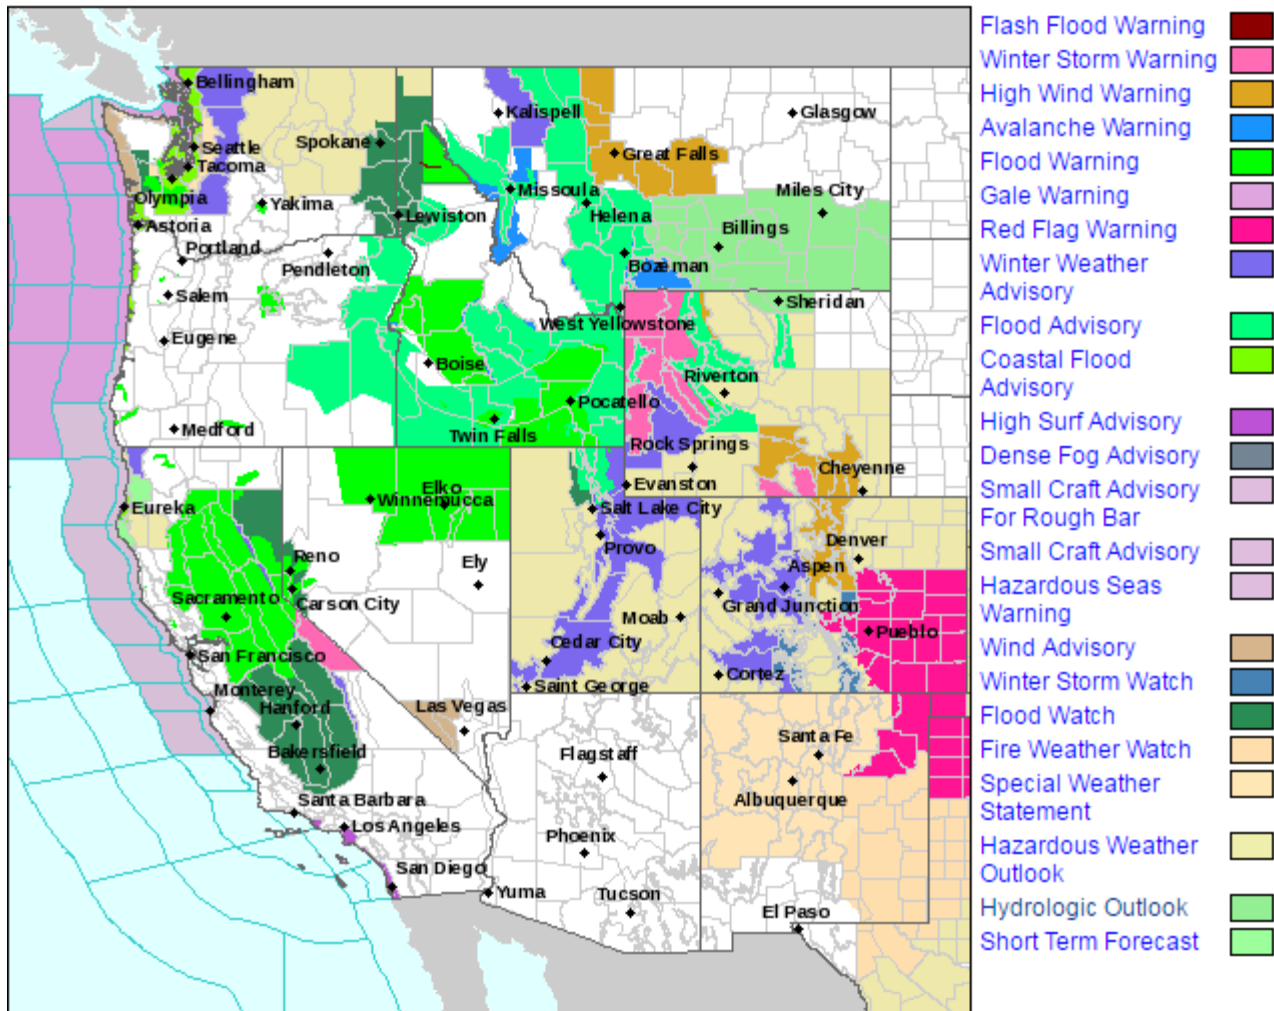 Bellingham
Seattle
Tacoma
Olympia
Astoria
Yakima
Spokane
Lewiston
Portland
Pendleton
Salem
Eugene
Medford
Kalispell
Missoula
Great Falls
Helena
Glasgow
Miles City
Billings
Bozeman
Sheridan
West Yellowstone
Riverton
Boise
Pocatello
Twin Falls
Rock Springs
Cheyenne
Evanston
Elko
Winnemucca
Eureka
Reno
Carson City
Ely
Sacramento
San Francisco
Monterey
Hanford
Bakersfield
Santa Barbara
Los Angeles
San Diego
Las Vegas
Salt Lake City
Provo
Moab
Cedar City
Saint George
Denver
Aspen
Grand Junction
Pueblo
Cortez
Flagstaff
Phoenix
Tucson
Yuma
Santa Fe
Albuquerque
El Paso
Flash Flood Warning
Winter Storm Warning
High Wind Warning
Avalanche Warning
Flood Warning
Gale Warning
Red Flag Warning
Winter Weather
Advisory
Flood Advisory
Coastal Flood
Advisory
High Surf Advisory
Dense Fog Advisory
Small Craft Advisory
For Rough Bar
Small Craft Advisory
Hazardous Seas
Warning
Wind Advisory
Winter Storm Watch
Flood Watch
Fire Weather Watch
Special Weather
Statement
Hazardous Weather
Outlook
Hydrologic Outlook
Short Term Forecast